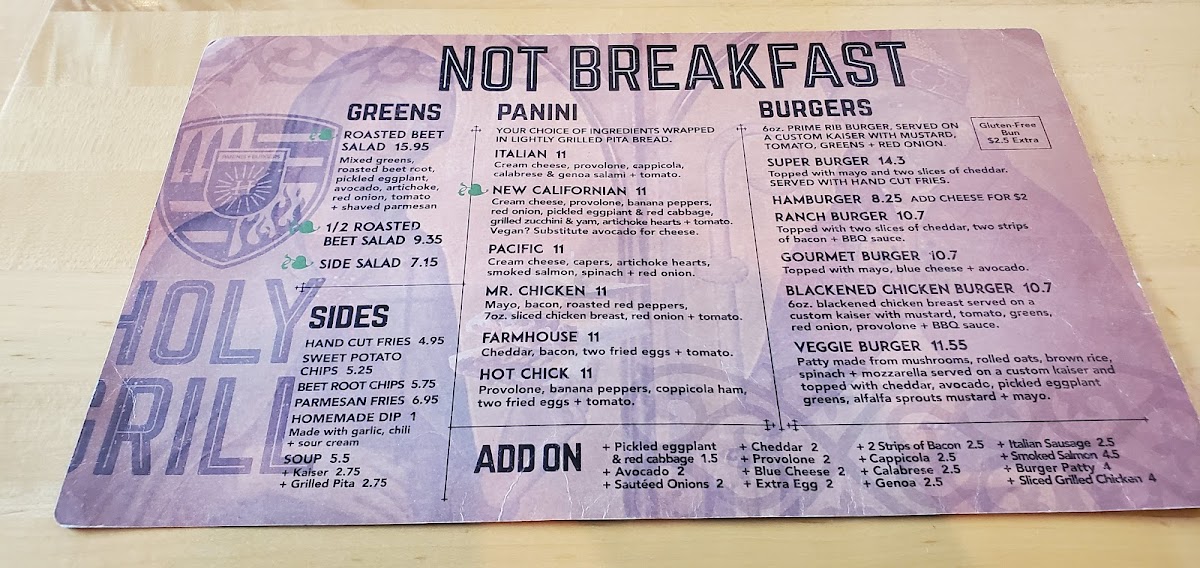 NOT BREAKFAST
GREENS
ROASTED BEET
SALAD 15.95
Mixed greens,
roasted beet root,
pickled eggplant,
avocado, artichoke,
red onion, tomato
+ shaved parmesan
1/2 ROASTED
BEET SALAD 9.35
SIDE SALAD 7.15
SIDES
HAND CUT FRIES 4.95
SWEET POTATO
CHIPS 5.25
BEET ROOT CHIPS 5.75
PARMESAN FRIES 6.95
HOMEMADE DIP 1
Made with garlic, chili
+ sour cream
SOUP 5.5
+ Kaiser 2.75
+ Grilled Pita 2.75
PANINI
YOUR CHOICE OF INGREDIENTS WRAPPED
IN LIGHTLY GRILLED PITA BREAD.
ITALIAN 11
Cream cheese, provolone, cappicola,
calabrese & genoa salami + tomato.
NEW CALIFORNIAN 11
Cream cheese, provolone, banana peppers,
red onion, pickled eggplant & red cabbage,
grilled zucchini & yam, artichoke hearts + tomato.
Vegan? Substitute avocado for cheese.
PACIFIC 11
Cream cheese, capers, artichoke hearts,
smoked salmon, spinach + red onion.
MR. CHICKEN 11
Mayo, bacon, roasted red peppers,
7oz. sliced chicken breast, red onion + tomato.
FARMHOUSE 11
Cheddar, bacon, two fried eggs + tomato.
HOT CHICK 11
Provolone, banana peppers, coppicola ham,
two fried eggs + tomato.
BURGERS
6oz. PRIME RIB BURGER, SERVED ON
A CUSTOM KAISER WITH MUSTARD,
TOMATO, GREENS + RED ONION.
Gluten-Free
Bun
$2.5 Extra
SUPER BURGER 14.3
Topped with mayo and two slices of cheddar.
SERVED WITH HAND CUT FRIES.
HAMBURGER 8.25 ADD CHEESE FOR $2
RANCH BURGER 10.7
Topped with two slices of cheddar, two strips
of bacon + BBQ sauce.
GOURMET BURGER 10.7
Topped with mayo, blue cheese + avocado.
BLACKENED CHICKEN BURGER 10.7
6oz. blackened chicken breast served on a
custom kaiser with mustard, tomato, greens,
red onion, provolone + BBQ sauce.
VEGGIE BURGER 11.55
Patty made from mushrooms, rolled oats, brown rice,
spinach + mozzarella served on a custom kaiser and
topped with cheddar, avocado, pickled eggplant
greens, alfalfa sprouts mustard + mayo.
ADD ON
+ Pickled eggplant
& red cabbage 1.5
+ Avocado 2
+ Sautéed Onions 2
+ Cheddar 2
+ Provolone 2
+ Blue Cheese 2
+ Extra Egg 2
+ 2 Strips of Bacon 2.5
+ Cappicola 2.5
+ Calabrese 2.5
+ Genoa 2.5
+ Italian Sausage 2.5
+ Smoked Salmon 4.5
+ Burger Patty 4
+ Sliced Grilled Chicken 4
HOLY
GRILL